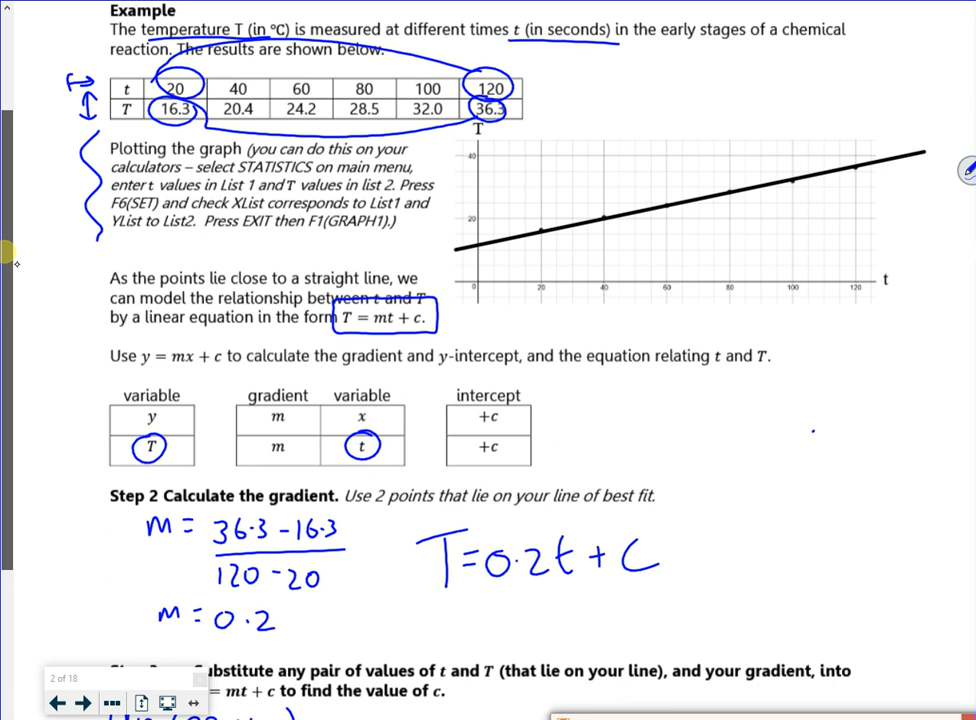 Example
The temperature T (in °C) is measured at different times t (in seconds) in the early stages of a chemical
reaction. The results are shown below.
t 20 40 60 80 100 120
T 16.3 20.4 24.2 28.5 32.0 36.3
Plotting the graph (you can do this on your
calculators – select STATISTICS on main menu,
enter t values in List 1 and T values in list 2. Press
F6(SET) and check XList corresponds to List1 and
YList to List2. Press EXIT then F1(GRAPH1).)
T
40
20
0 20 40 60 80 100 120
t
As the points lie close to a straight line, we
can model the relationship between t and T
by a linear equation in the form T = mt + c.
Use y = mx + c to calculate the gradient and y-intercept, and the equation relating t and T.
variable gradient variable intercept
y m x +c
T m t +c
Step 2 Calculate the gradient. Use 2 points that lie on your line of best fit.
m = 36.3 - 16.3
120 - 20
m = 0.2
T = 0.2t + C
ubstitute any pair of values of t and T (that lie on your line), and your gradient, into
= mt + c to find the value of c.
2 of 18